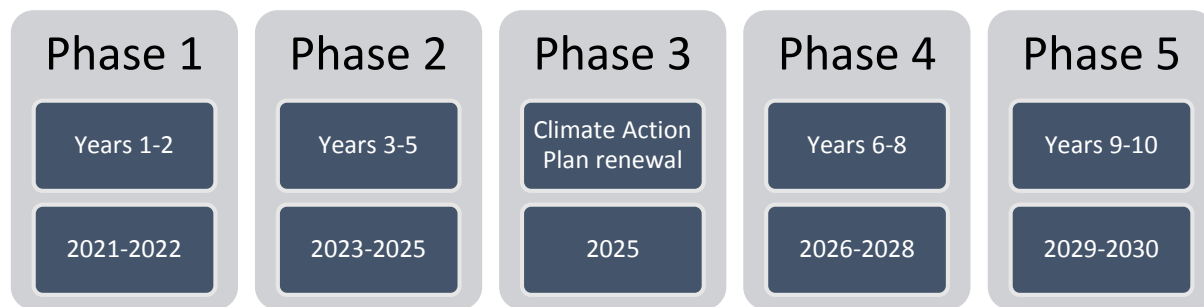 Phase 1
Years 1-2
2021-2022
Phase 2
Years 3-5
2023-2025
Phase 3
Climate Action
Plan renewal
2025
Phase 4
Years 6-8
2026-2028
Phase 5
Years 9-10
2029-2030